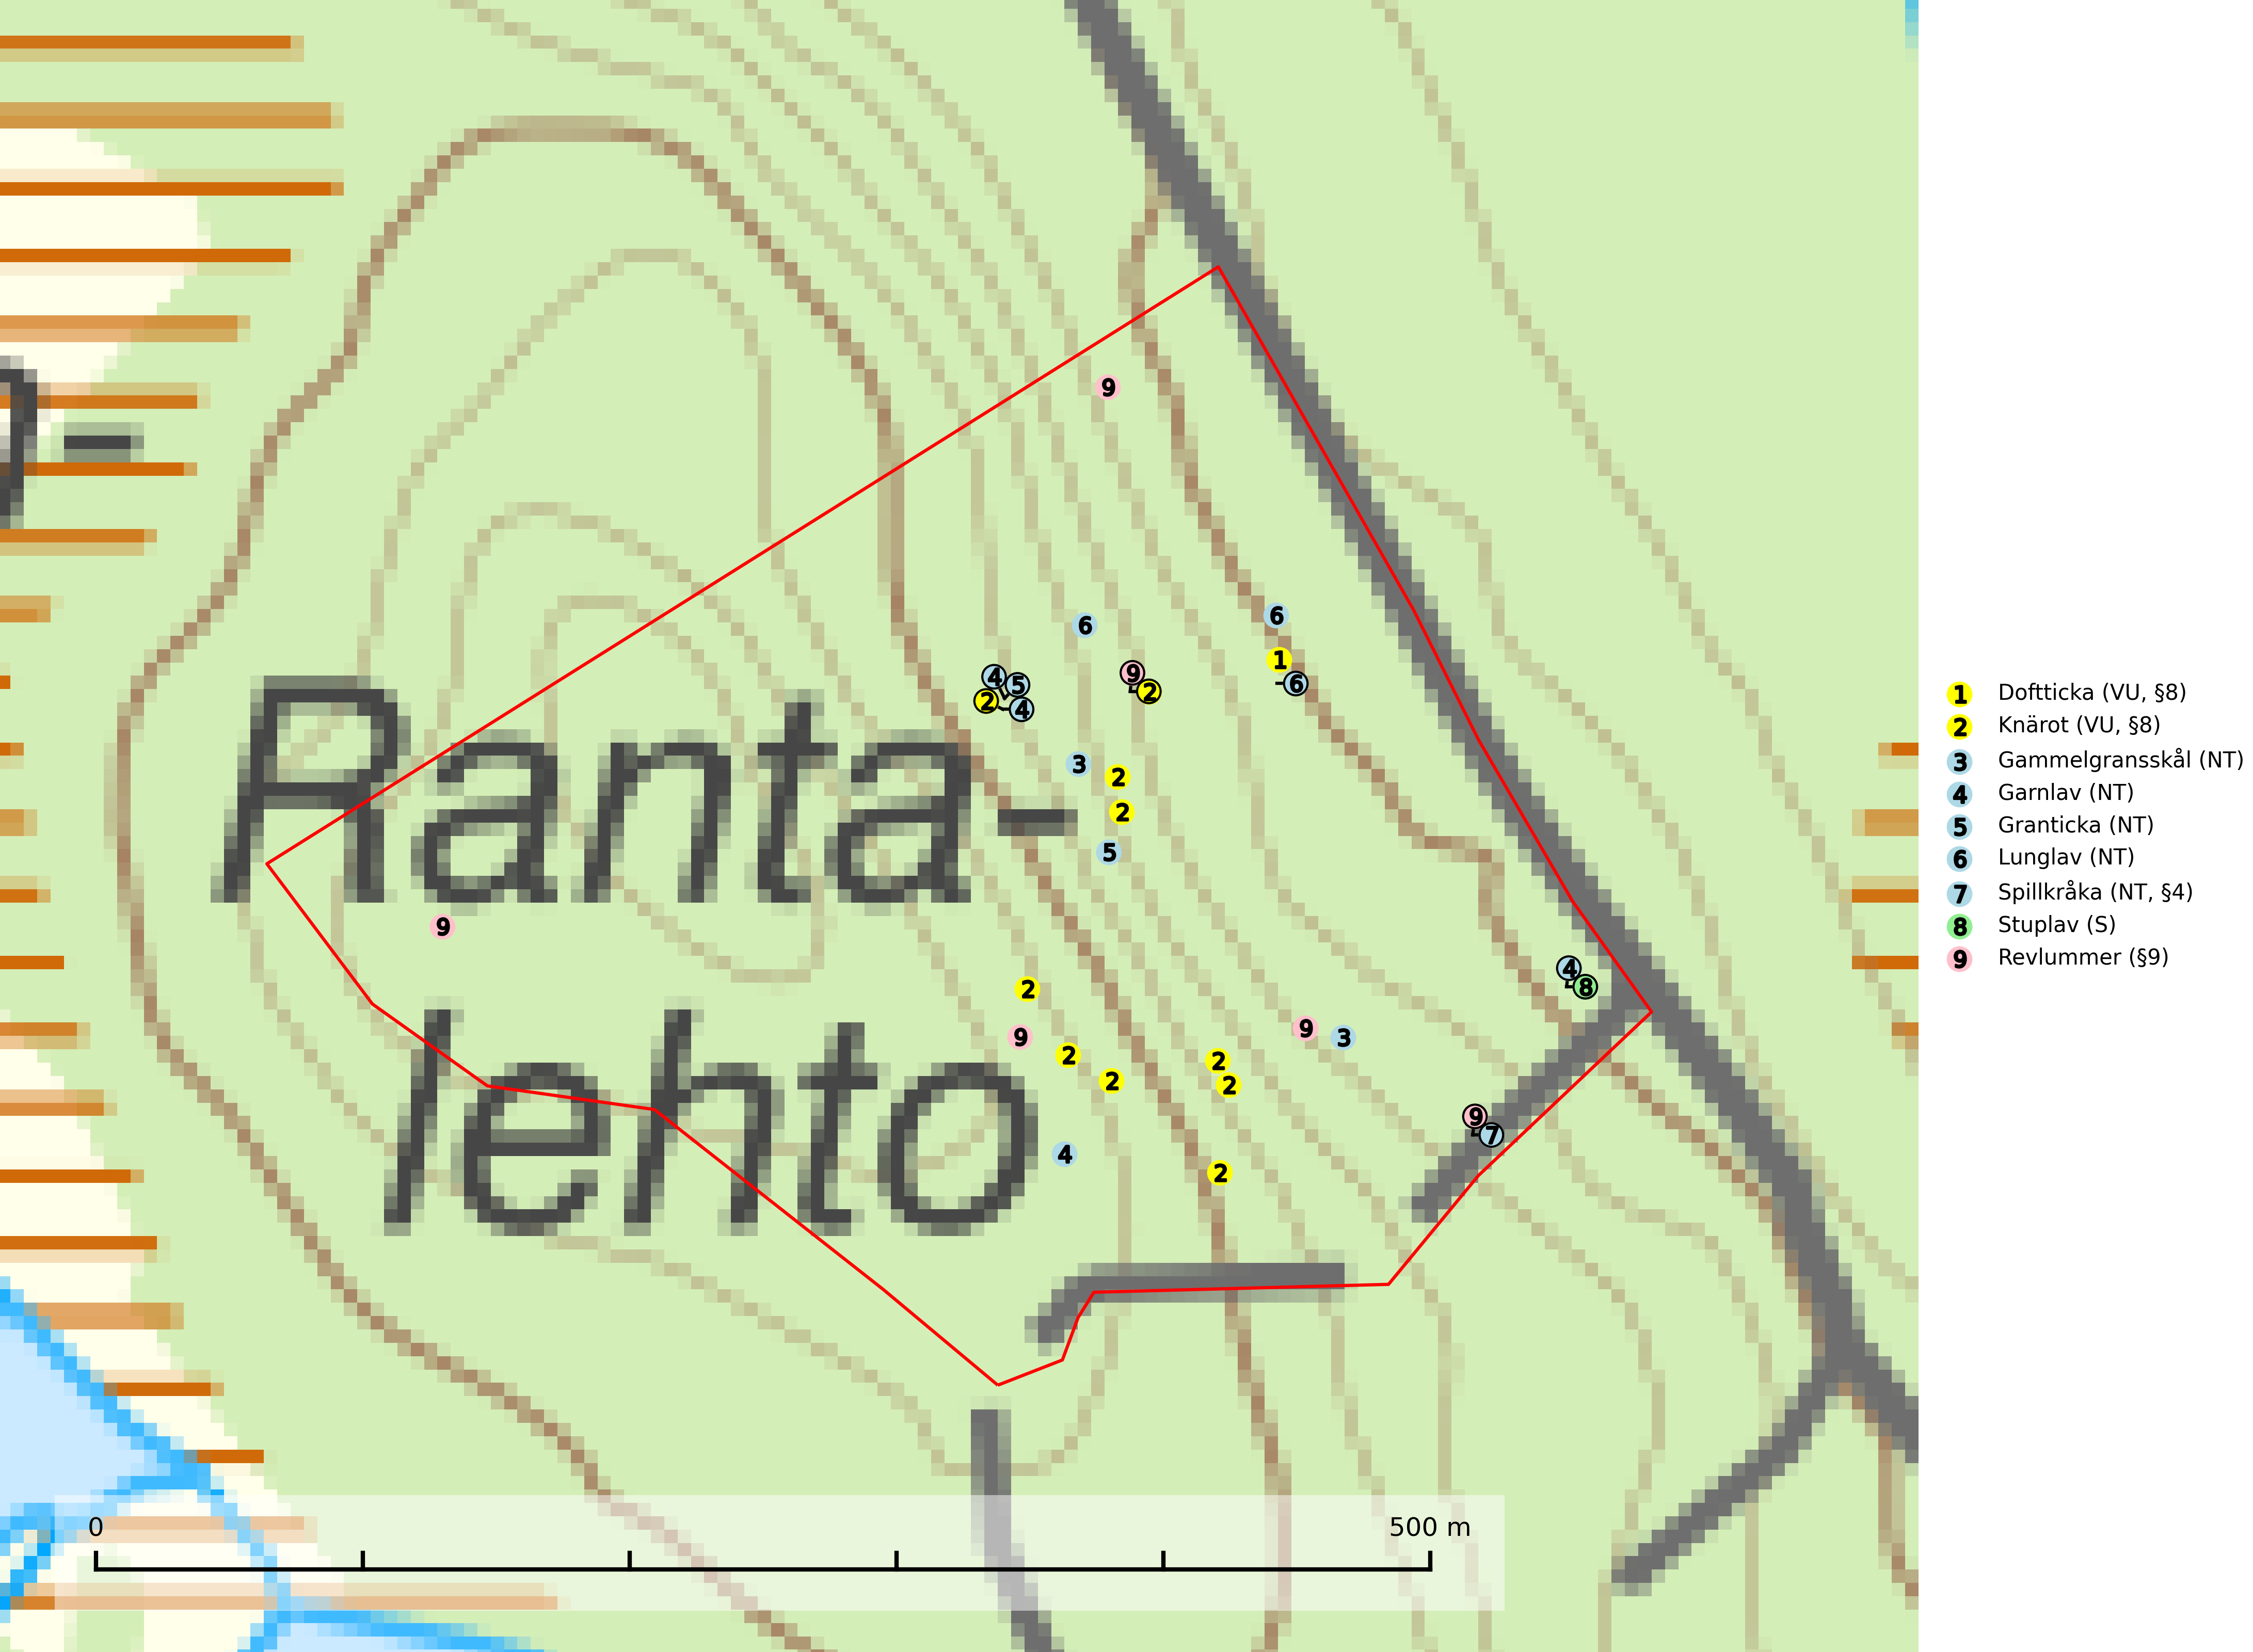 9
6
6
9
4
5
1
2
6
2
4
Ranta-
3
2
2
5
9
4
8
2
lehto
9
9
3
2
2
2
2
9
7
4
2
0
500 m
1 Doftticka (VU, §8)
2 Knärot (VU, §8)
3 Gammelgransskål (NT)
4 Garnlav (NT)
5 Granticka (NT)
6 Lunglav (NT)
7 Spillkråka (NT, §4)
8 Stuplav (S)
9 Revlummer (§9)